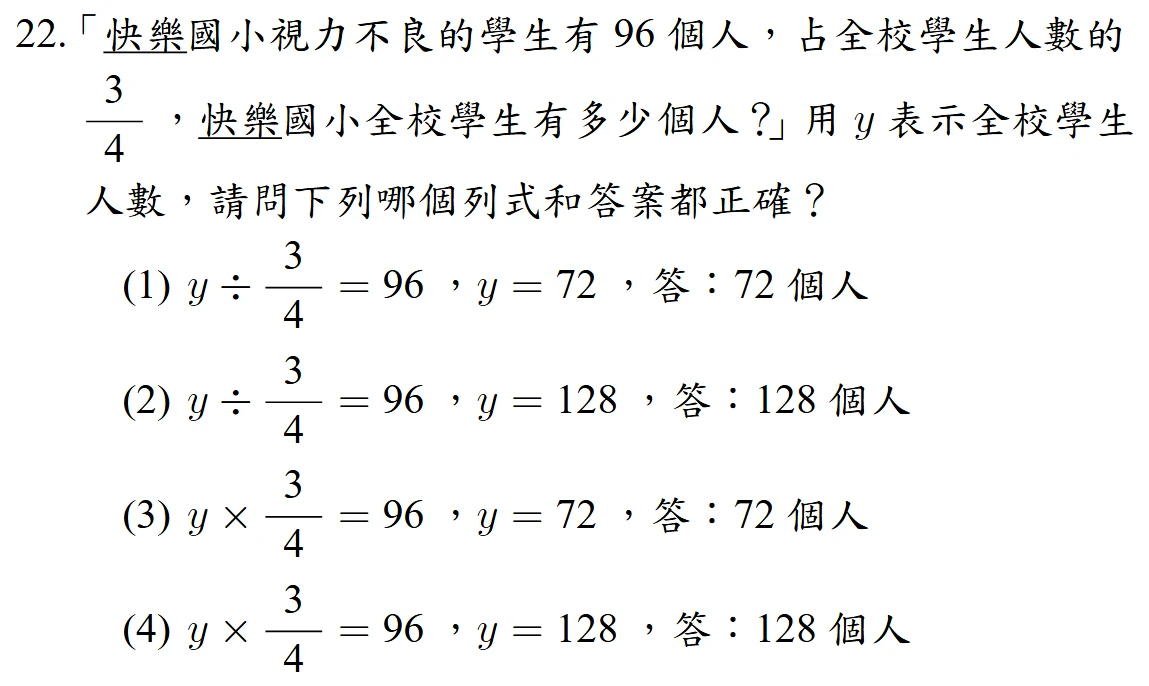 22.「快樂國小視力不良的學生有 96 個人，占全校學生人數的
3/4，快樂國小全校學生有多少個人？」用 y 表示全校學生
人數，請問下列哪個列式和答案都正確？
(1) y ÷ 3/4 = 96，y = 72，答：72 個人
(2) y ÷ 3/4 = 96，y = 128，答：128 個人
(3) y × 3/4 = 96，y = 72，答：72 個人
(4) y × 3/4 = 96，y = 128，答：128 個人